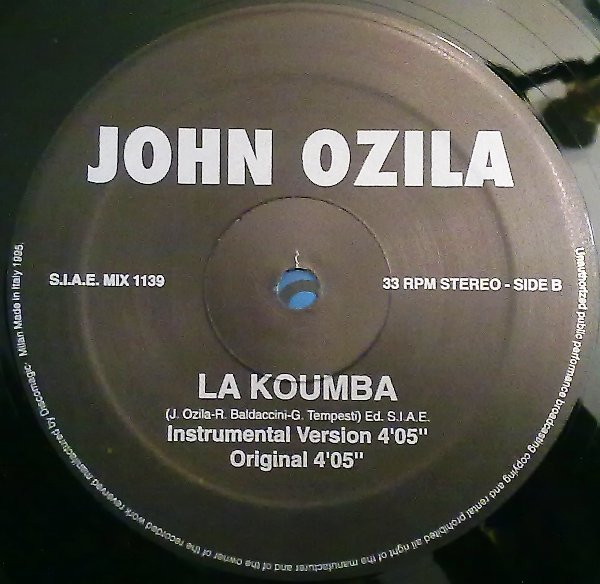 JOHN OZILA
S.I.A.E. MIX 1139
33 RPM STEREO - SIDE B
LA KOUMBA
(J. Ozila-R. Baldaccini-G. Tempesti) Ed. S.I.A.E.
Instrumental Version 4'05"
Original 4'05"
Unauthorized public performance broadcasting copying and rental prohibited all right of the manufacturer and of the owner of the recorded work reserved manufactured by Discomagic Milan Made in Italy 1995.